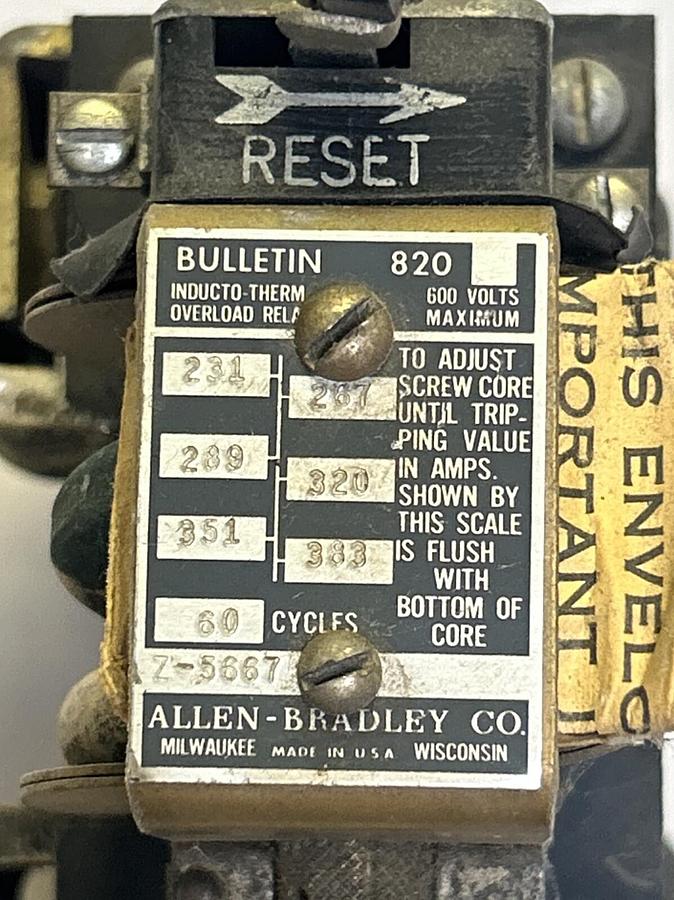 RESET
BULLETIN 820
INDUCTO-THERM
OVERLOAD RELA
600 VOLTS
MAXIMUM
231
267
289
320
351
383
60 CYCLES
TO ADJUST
SCREW CORE
UNTIL TRIP-
PING VALUE
IN AMPS.
SHOWN BY
THIS SCALE
IS FLUSH
WITH
BOTTOM OF
CORE
Z-5667
ALLEN-BRADLEY CO.
MILWAUKEE MADE IN U S A WISCONSIN
THIS ENVELO
MPORTANT